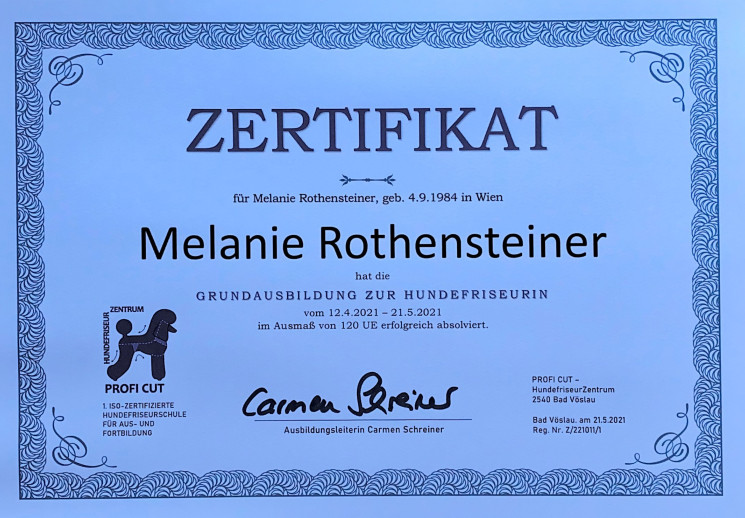 ZERTIFIKAT
für Melanie Rothensteiner, geb. 4.9.1984 in Wien
Melanie Rothensteiner
hat die
GRUNDAUSBILDUNG ZUR HUNDEFRISEURIN
vom 12.4.2021 – 21.5.2021
im Ausmaß von 120 UE erfolgreich absolviert.
HUNDEFRISEUR
ZENTRUM
PROFI CUT
1. ISO-ZERTIFIZIERTE
HUNDEFRISEURSCHULE
FÜR AUS- UND
FORTBILDUNG
Carmen Schreiner
Ausbildungsleiterin Carmen Schreiner
PROFI CUT –
HundefriseurZentrum
2540 Bad Vöslau
Bad Vöslau. am 21.5.2021
Reg. Nr. Z/221011/1